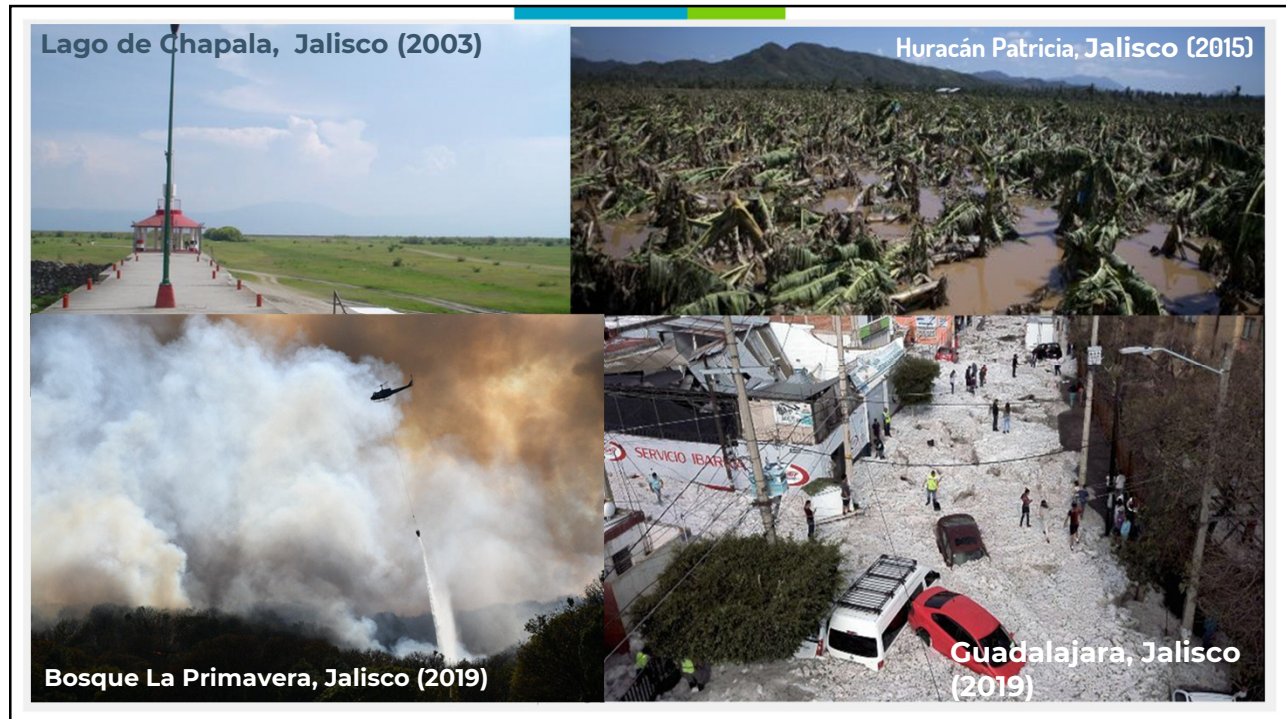 Lago de Chapala, Jalisco (2003)
Huracán Patricia, Jalisco (2015)
SERVICIO IBAR
Bosque La Primavera, Jalisco (2019)
Guadalajara, Jalisco
(2019)